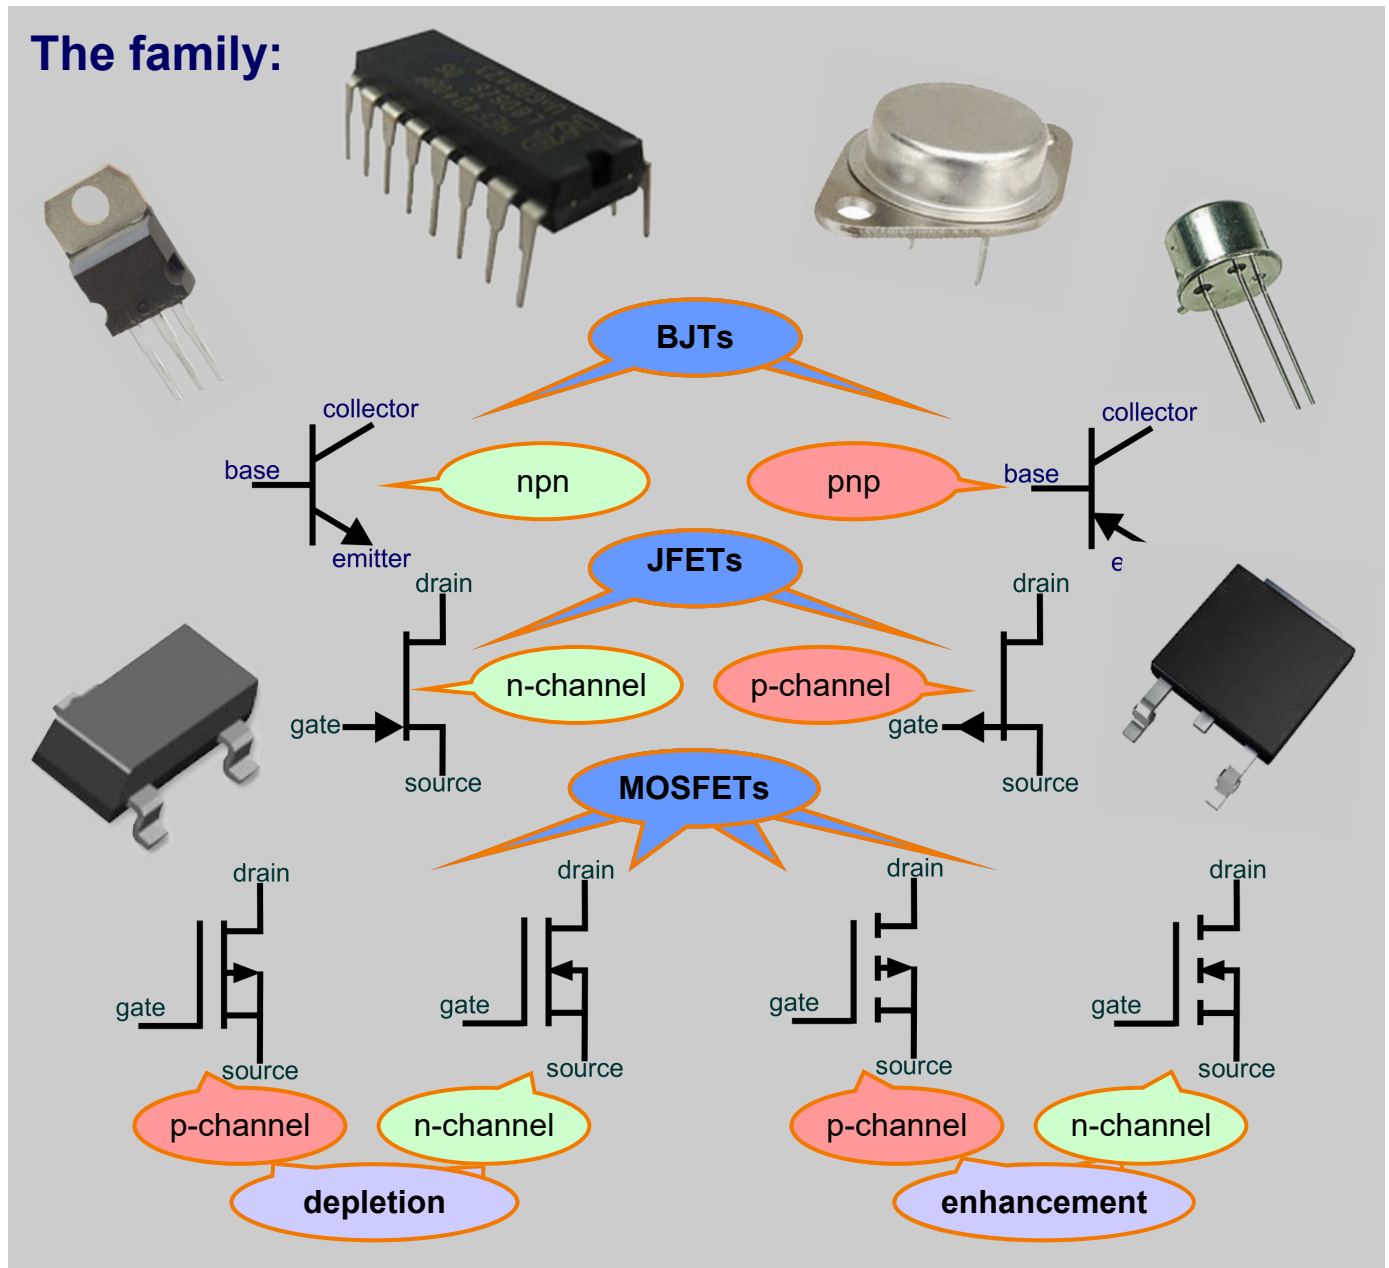 The family:
BJTs
collector
collector
base
npn
pnp
base
emitter
e
JFETs
drain
drain
n-channel
p-channel
gate
gate
source
source
MOSFETs
drain
drain
drain
drain
gate
gate
gate
gate
source
source
source
source
p-channel
n-channel
p-channel
n-channel
depletion
enhancement